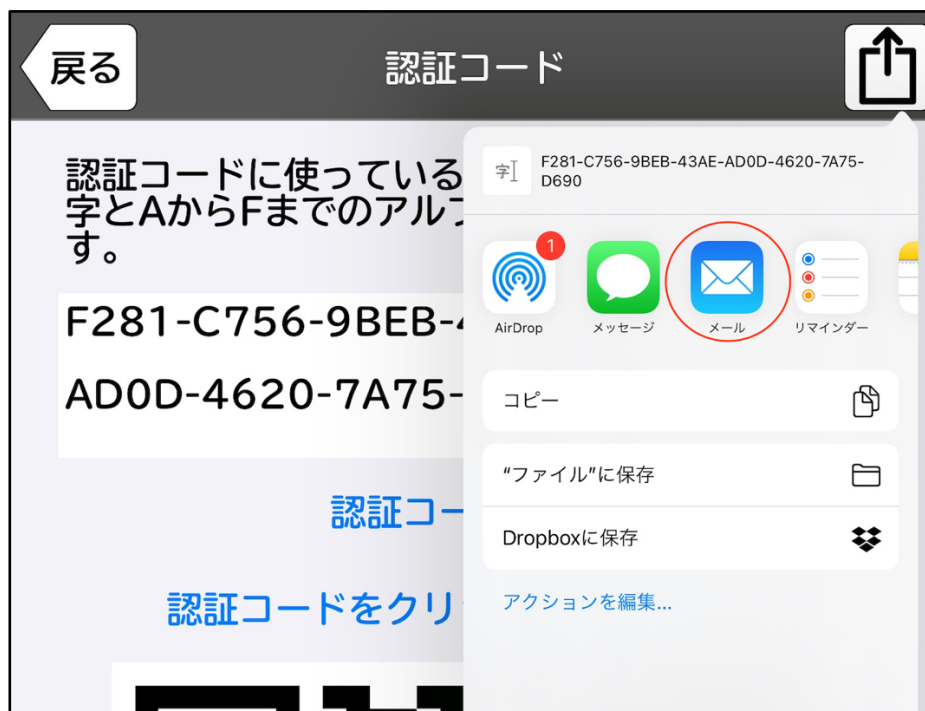 戻る
認証コード
認証コードに使っている
字とAからFまでのアル
す。
F281-C756-9BEB-
AD0D-4620-7A75-
認証コー
認証コードをクリ
字
F281-C756-9BEB-43AE-AD0D-4620-7A75-
D690
1
AirDrop
メッセージ
メール
リマインダー
コピー
“ファイル”に保存
Dropboxに保存
アクションを編集...